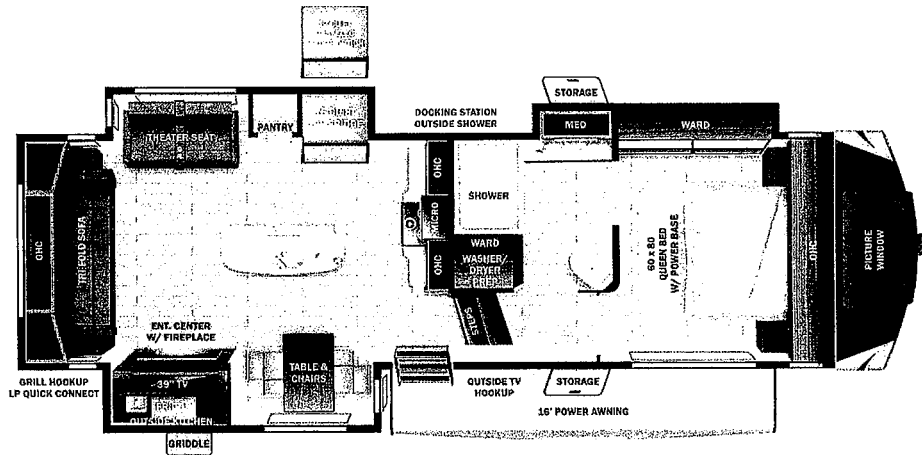 STORAGE
DOCKING STATION
OUTSIDE SHOWER
THEATER SEAT
PANTRY
MED
WARD
OHC
SHOWER
OHC
TRIFOLD SOFA
MICRO
WARD
WASHER/
DRYER
PREP
OHC
60 x 80
QUEEN BED
W/ POWER BASE
OHC
PICTURE
WINDOW
STEPS
ENT. CENTER
W/ FIREPLACE
39" TV
TABLE &
CHAIRS
GRILL HOOKUP
LP QUICK CONNECT
OUTSIDE KITCHEN
GRIDDLE
OUTSIDE TV
HOOKUP
STORAGE
16' POWER AWNING